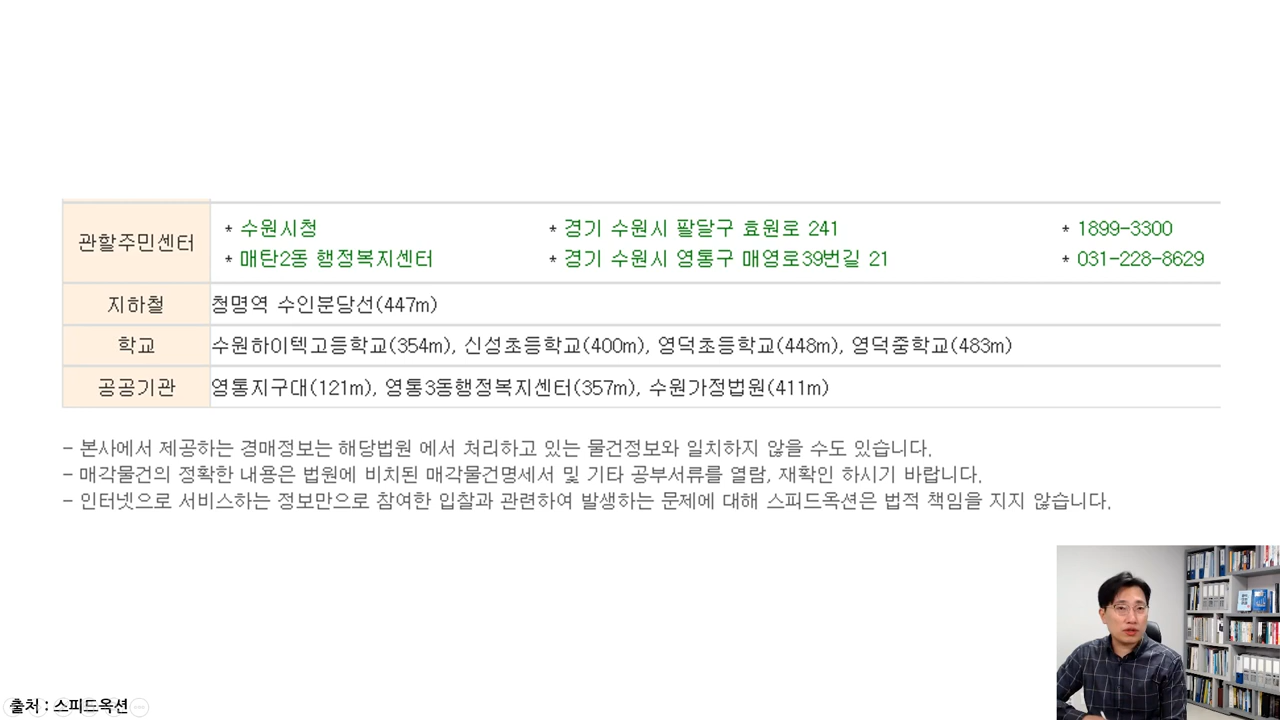 관할주민센터
* 수원시청 * 경기 수원시 팔달구 효원로 241 * 1899-3300
* 매탄2동 행정복지센터 * 경기 수원시 영통구 매영로39번길 21 * 031-228-8629
지하철 청명역 수인분당선(447m)
학교 수원하이텍고등학교(354m), 신성초등학교(400m), 영덕초등학교(448m), 영덕중학교(483m)
공공기관 영통지구대(121m), 영통3동행정복지센터(357m), 수원가정법원(411m)
- 본사에서 제공하는 경매정보는 해당법원 에서 처리하고 있는 물건정보와 일치하지 않을 수도 있습니다.
- 매각물건의 정확한 내용은 법원에 비치된 매각물건명세서 및 기타 공부서류를 열람, 재확인 하시기 바랍니다.
- 인터넷으로 서비스하는 정보만으로 참여한 입찰과 관련하여 발생하는 문제에 대해 스피드옥션은 법적 책임을 지지 않습니다.
출처 : 스피드옥션